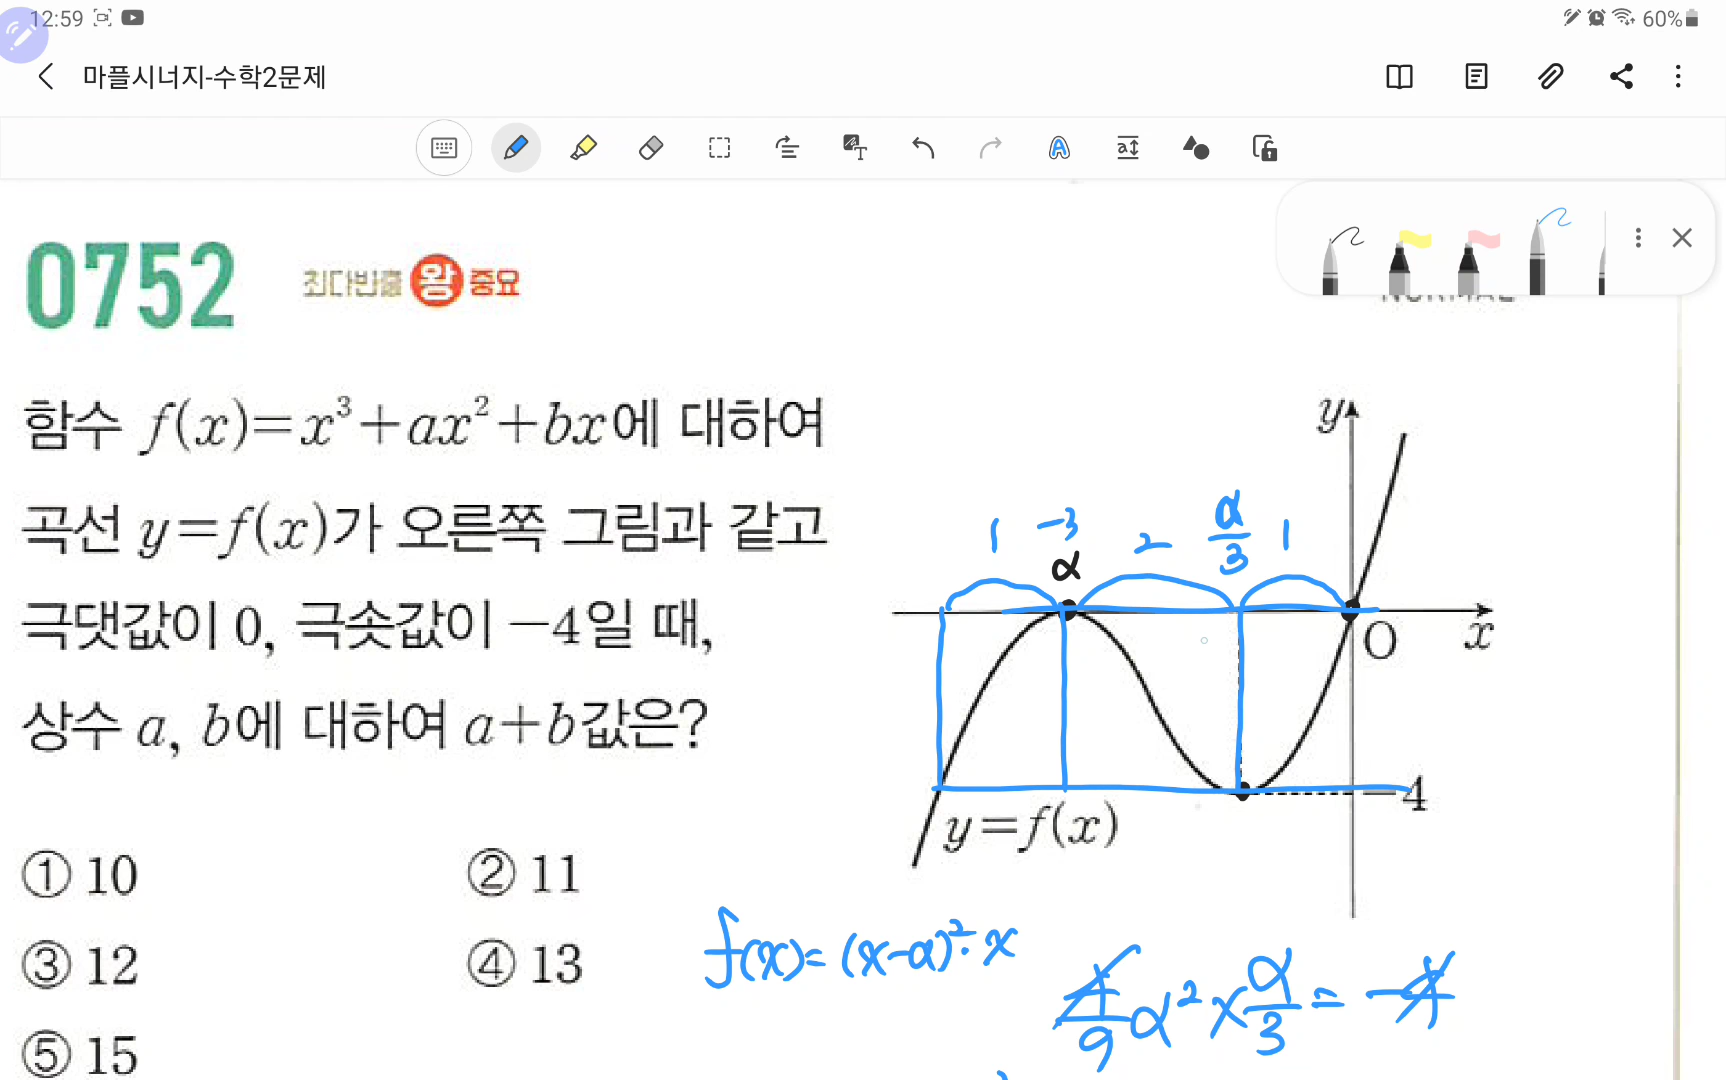 12:59
60%
마플시너지-수학2문제
0752 최다빈출 왕 중요
함수 f(x)=x³+ax²+bx에 대하여
곡선 y=f(x)가 오른쪽 그림과 같고
극댓값이 0, 극솟값이 −4일 때,
상수 a, b에 대하여 a+b값은?
① 10 ② 11
③ 12 ④ 13
⑤ 15
y
1 -3 2 α/3 1
α
O x
-4
y=f(x)
f(x)=(x-α)²·x
4/9 α² × α/3 = -4